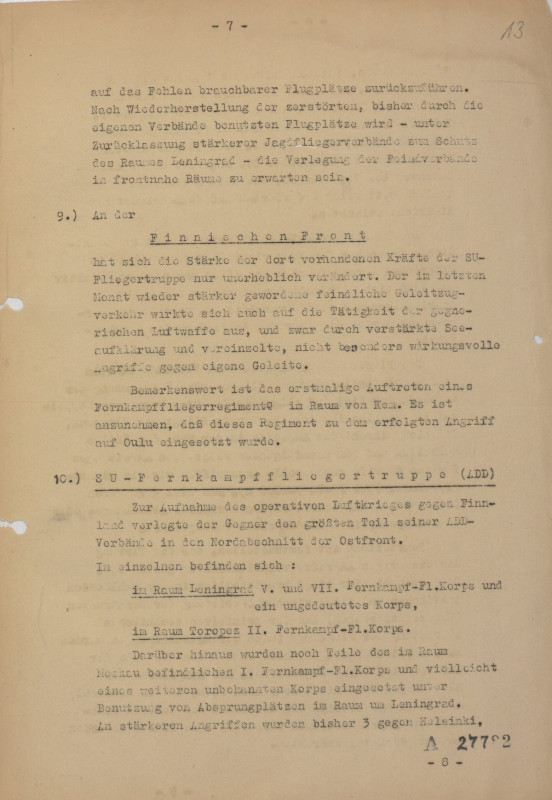 - 7 -
13
auf das Fehlen brauchbarer Flugplätze zurückzuführen.
Nach Wiederherstellung der zerstörten, bisher durch die
eigenen Verbände benutzten Flugplätze wird - unter
Zurücklassung stärkerer Jagdfliegerverbände zum Schutz
des Raumes Leningrad - die Verlegung der Feindverbände
in frontnahe Räume zu erwarten sein.
9.) An der
Finnischen Front
hat sich die Stärke der dort vorhandenen Kräfte der SU-
Fliegertruppe nur unerheblich verändert. Der im letzten
Monat wieder stärker gewordene feindliche Geleitzug-
verkehr wirkte sich auch auf die Tätigkeit der gegne-
rischen Luftwaffe aus, und zwar durch verstärkte See-
aufklärung und vereinzelte, nicht besonders wirkungsvolle
Angriffe gegen eigene Geleite.
Bemerkenswert ist das erstmalige Auftreten eines
Fernkampffliegerregiments im Raum von Kem. Es ist
anzunehmen, daß dieses Regiment zu dem erfolgten Angriff
auf Oulu eingesetzt wurde.
10.) SU-Fernkampffliegertruppe (ADD)
Zur Aufnahme des operativen Luftkrieges gegen Finn-
land verlegte der Gegner den größten Teil seiner ADD-
Verbände in den Nordabschnitt der Ostfront.
Im einzelnen befinden sich :
im Raum Leningrad V. und VII. Fernkampf-Fl.Korps und
ein ungedeutetes Korps,
im Raum Toropez II. Fernkampf-Fl.Korps.
Darüber hinaus wurden noch Teile des im Raum
Moskau befindlichen I. Fernkampf-Fl.Korps und vielleicht
eines weiteren unbekannten Korps eingesetzt unter
Benutzung von Absprungplätzen im Raum um Leningrad.
An stärkeren Angriffen wurden bisher 3 gegen Helsinki,
A 27792
- 8 -